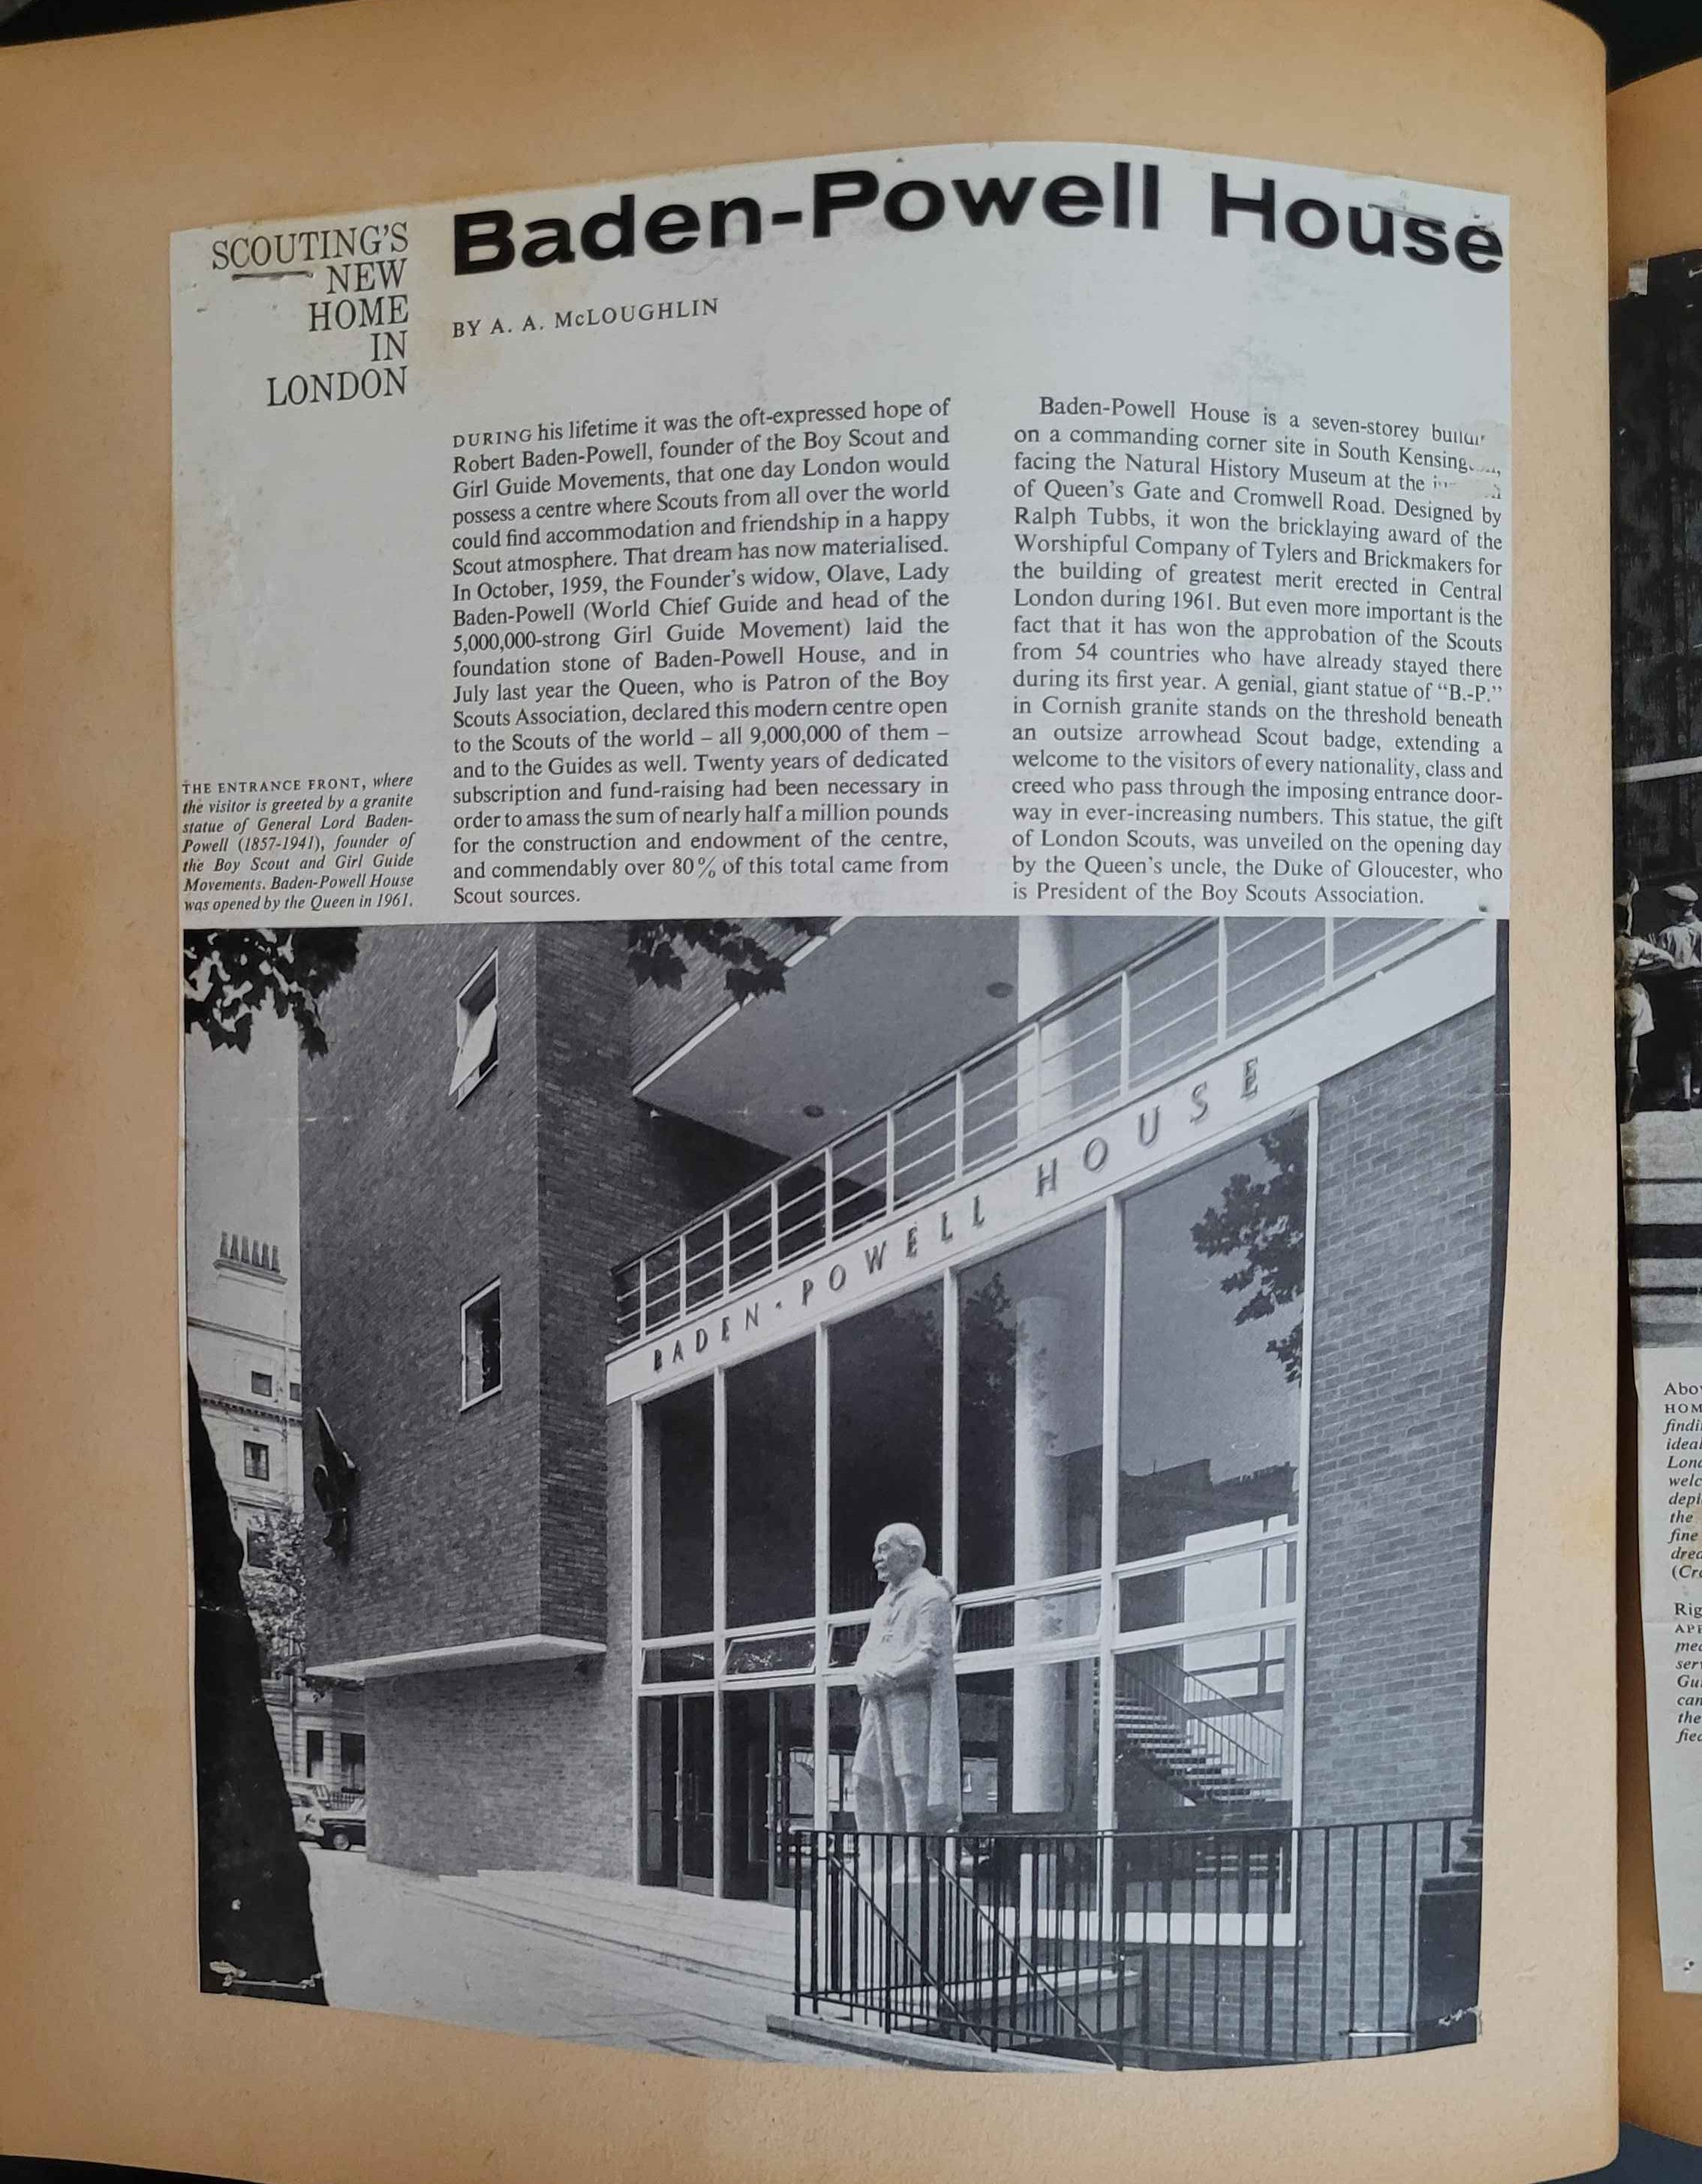 SCOUTING'S
NEW
HOME
IN
LONDON
Baden-Powell House
BY A. A. McLOUGHLIN
DURING his lifetime it was the oft-expressed hope of
Robert Baden-Powell, founder of the Boy Scout and
Girl Guide Movements, that one day London would
possess a centre where Scouts from all over the world
could find accommodation and friendship in a happy
Scout atmosphere. That dream has now materialised.
In October, 1959, the Founder's widow, Olave, Lady
Baden-Powell (World Chief Guide and head of the
5,000,000-strong Girl Guide Movement) laid the
foundation stone of Baden-Powell House, and in
July last year the Queen, who is Patron of the Boy
Scouts Association, declared this modern centre open
to the Scouts of the world – all 9,000,000 of them –
and to the Guides as well. Twenty years of dedicated
subscription and fund-raising had been necessary in
order to amass the sum of nearly half a million pounds
for the construction and endowment of the centre,
and commendably over 80% of this total came from
Scout sources.
Baden-Powell House is a seven-storey
on a commanding corner site in South
facing the Natural History Museum at the
of Queen's Gate and Cromwell Road. Designed by
Ralph Tubbs, it won the bricklaying award of the
Worshipful Company of Tylers and Brickmakers for
the building of greatest merit erected in Central
London during 1961. But even more important is the
fact that it has won the approbation of the Scouts
from 54 countries who have already stayed there
during its first year. A genial, giant statue of "B.-P."
in Cornish granite stands on the threshold beneath
an outsize arrowhead Scout badge, extending a
welcome to the visitors of every nationality, class and
creed who pass through the imposing entrance door-
way in ever-increasing numbers. This statue, the gift
of London Scouts, was unveiled on the opening day
by the Queen's uncle, the Duke of Gloucester, who
is President of the Boy Scouts Association.
THE ENTRANCE FRONT, where
the visitor is greeted by a granite
statue of General Lord Baden-
Powell (1857-1941), founder of
the Boy Scout and Girl Guide
Movements. Baden-Powell House
was opened by the Queen in 1961.
BADEN-POWELL HOUSE
the
fine
the